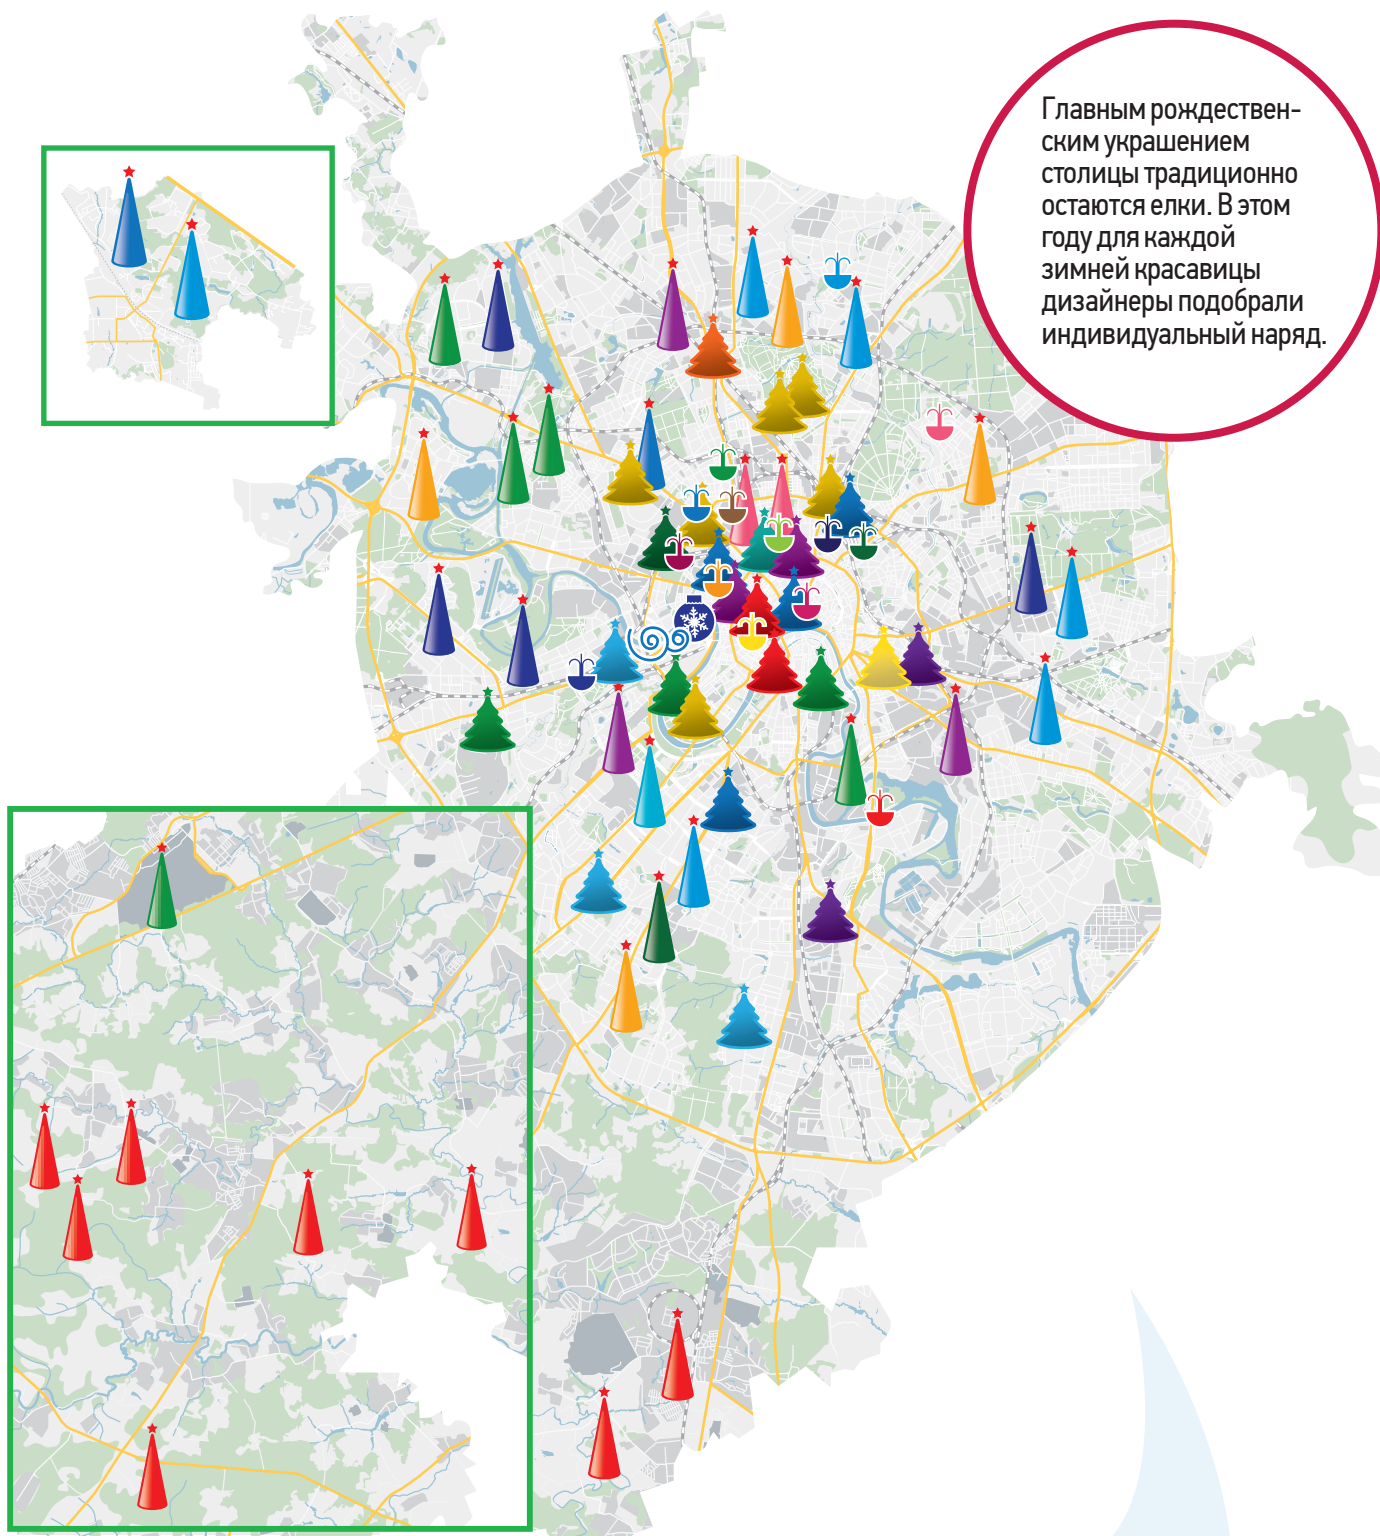 Главным рождествен-
ским украшением
столицы традиционно
остаются елки. В этом
году для каждой
зимней красавицы
дизайнеры подобрали
индивидуальный наряд.